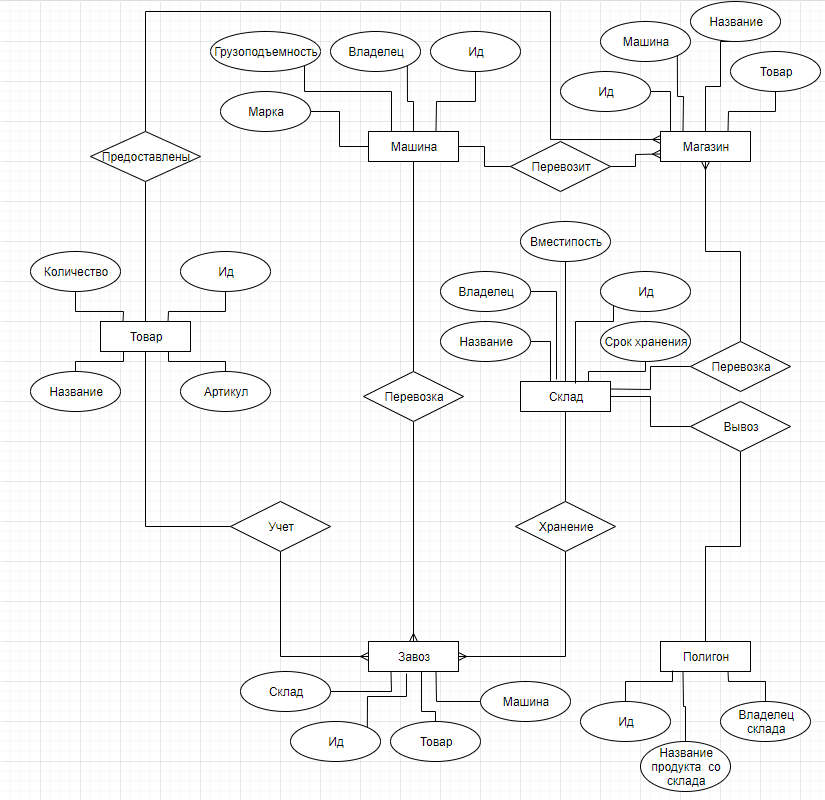 Название
Грузоподъемность
Владелец
Ид
Машина
Товар
Ид
Марка
Машина
Магазин
Предоставлены
Перевозит
Вместипость
Количество
Ид
Владелец
Ид
Товар
Название
Срок хранения
Перевозка
Название
Артикул
Перевозка
Склад
Вывоз
Учет
Хранение
Завоз
Полигон
Склад
Машина
Ид
Владелец
склада
Ид
Товар
Название
продукта со
склада